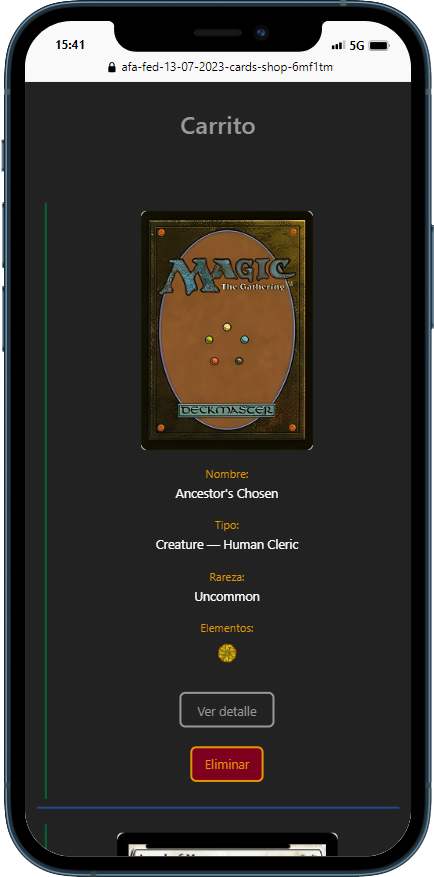 15:41
5G
afa-fed-13-07-2023-cards-shop-6mf1tm
Carrito
MAGIC
The Gathering
DECKMASTER
Nombre:
Ancestor's Chosen
Tipo:
Creature — Human Cleric
Rareza:
Uncommon
Elementos:
Ver detalle
Eliminar